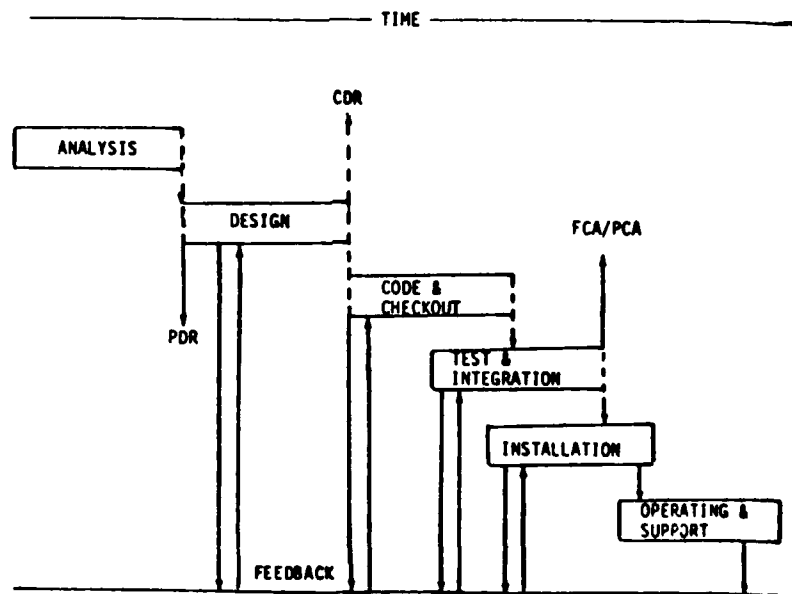 TIME
CDR
ANALYSIS
DESIGN
FCA/PCA
CODE &
CHECKOUT
PDR
TEST &
INTEGRATION
INSTALLATION
OPERATING &
SUPPORT
FEEDBACK